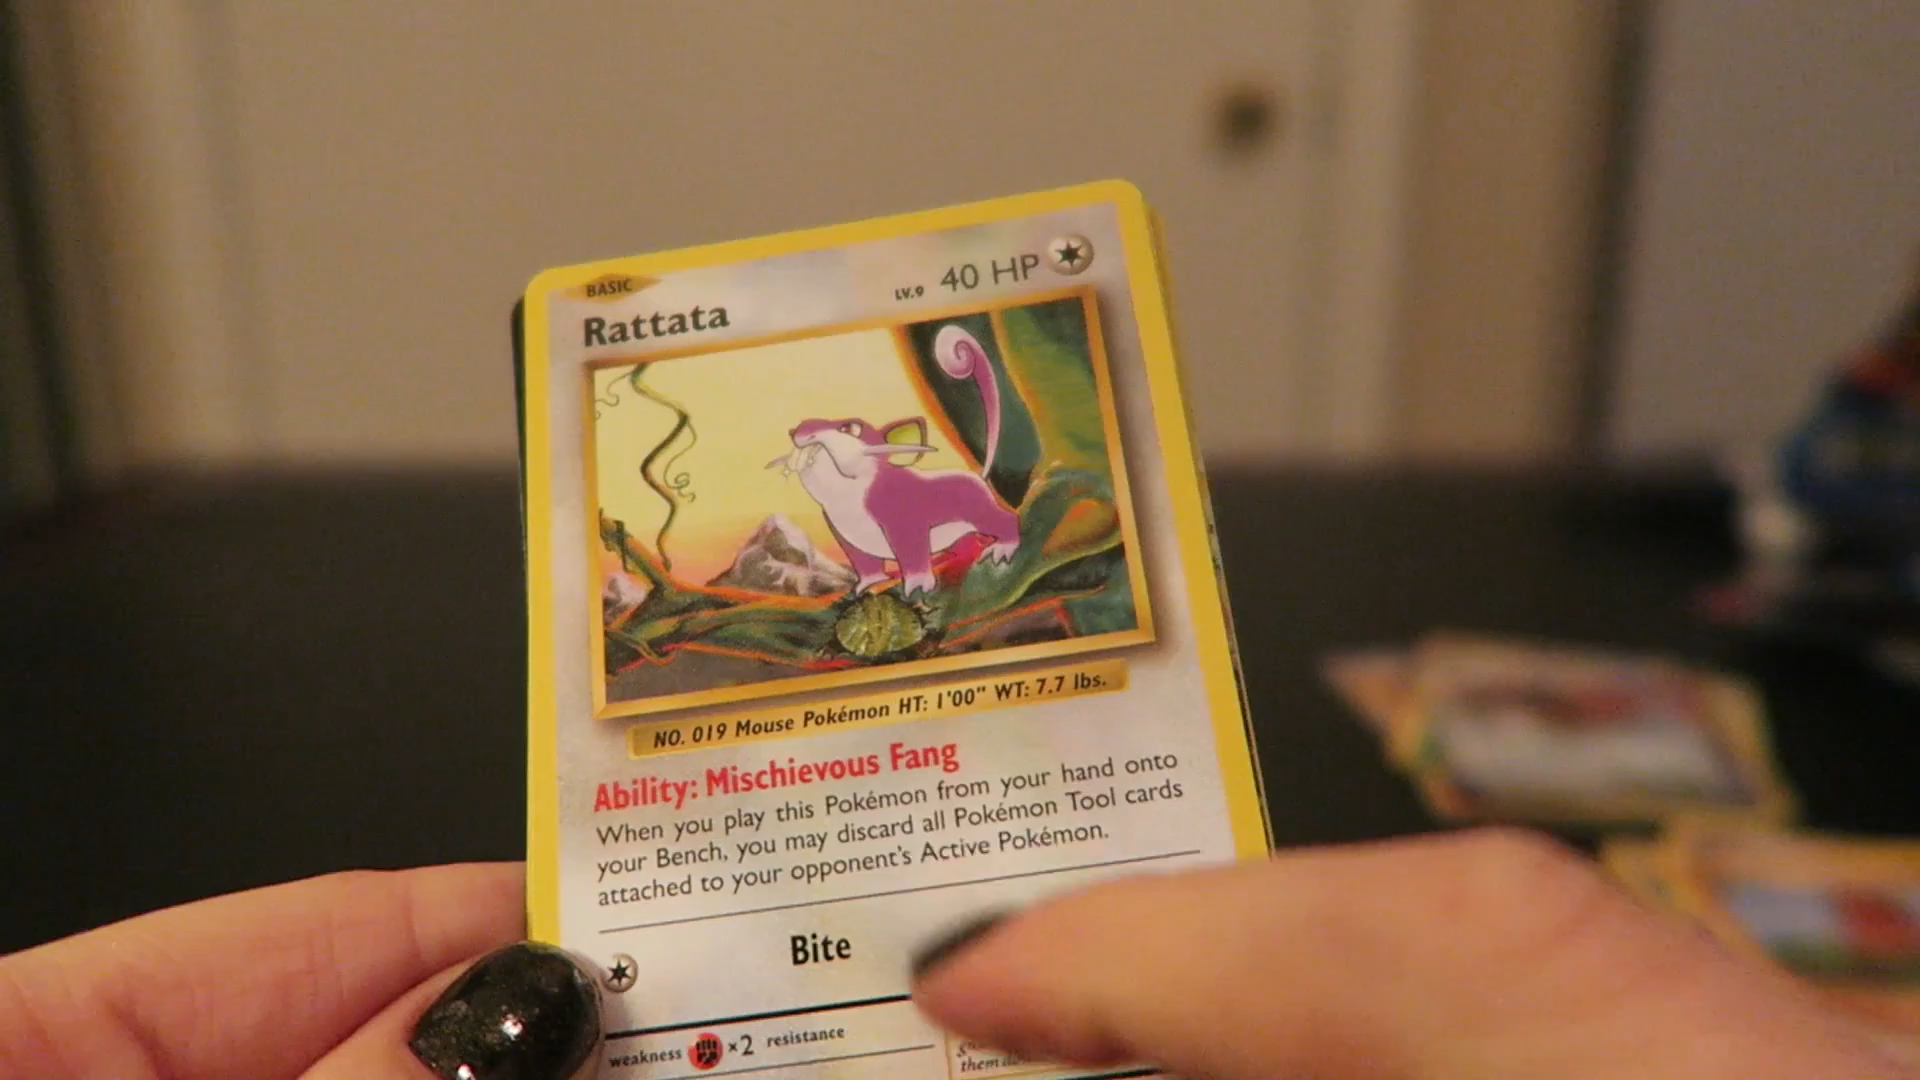 BASIC
Rattata LV.9 40 HP
NO. 019 Mouse Pokémon HT: 1'00" WT: 7.7 lbs.
Ability: Mischievous Fang
When you play this Pokémon from your hand onto
your Bench, you may discard all Pokémon Tool cards
attached to your opponent's Active Pokémon.
Bite
weakness ×2 resistance